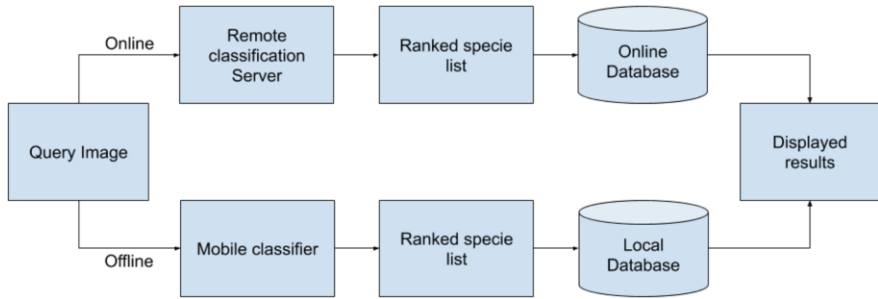 Online
Remote
classification
Server
Ranked specie
list
Online
Database
Query Image
Displayed
results
Offline
Mobile classifier
Ranked specie
list
Local
Database